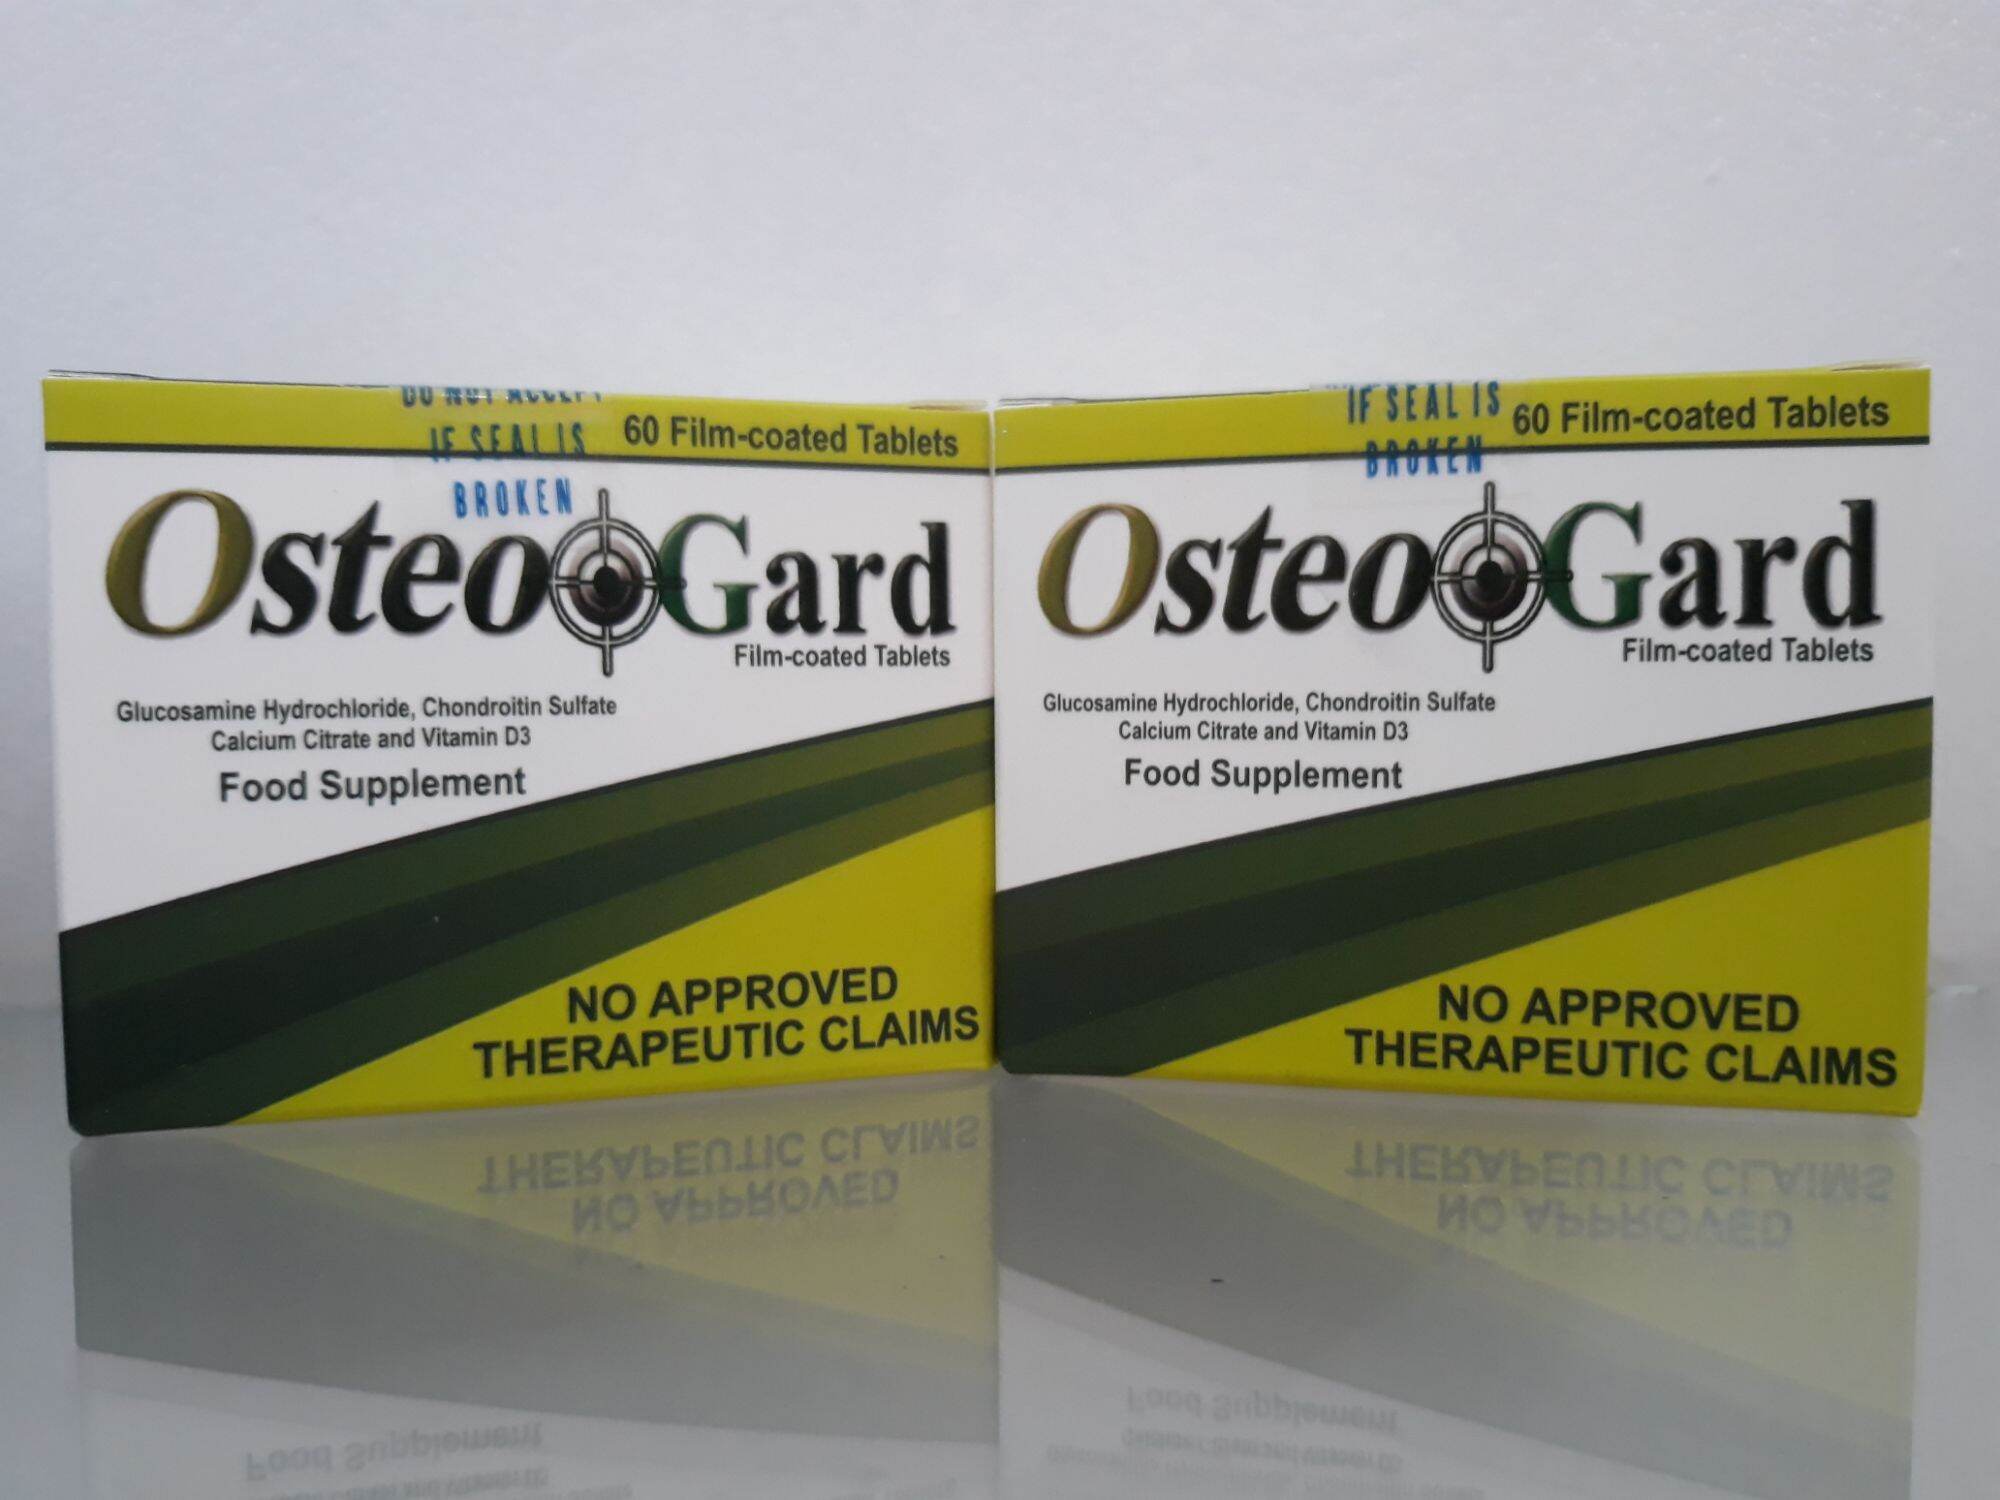 DO NOT ACCEPT
IF SEAL IS
BROKEN
60 Film-coated Tablets
OsteoGard
Film-coated Tablets
Glucosamine Hydrochloride, Chondroitin Sulfate
Calcium Citrate and Vitamin D3
Food Supplement
NO APPROVED
THERAPEUTIC CLAIMS
IF SEAL IS
BROKEN
60 Film-coated Tablets
OsteoGard
Film-coated Tablets
Glucosamine Hydrochloride, Chondroitin Sulfate
Calcium Citrate and Vitamin D3
Food Supplement
NO APPROVED
THERAPEUTIC CLAIMS